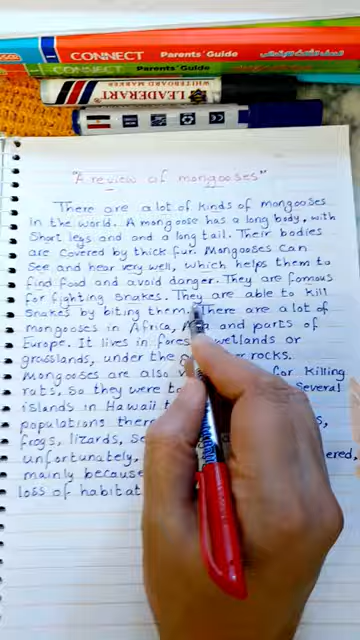 CONNECT Parents' Guide
CONNECT Parents' Guide
LEADERART WHITEBOARD MARKER
"A review of mongooses"
There are a lot of kinds of mongooses
in the world. A mongoose has a long body, with
short legs and and a long tail. Their bodies
are covered by thick fur. Mongooses can
see and hear very well, which helps them to
find food and avoid danger. They are famous
for fighting snakes. They are able to kill
snakes by biting them. There are a lot of
mongooses in Africa, and parts of
Europe. It lives in wetlands or
grasslands, under the or rocks.
Mongooses are also for killing
rats, so they were Several
islands in Hawaii
populations
frogs, lizards,
unfortunately,
mainly because
loss of habitat